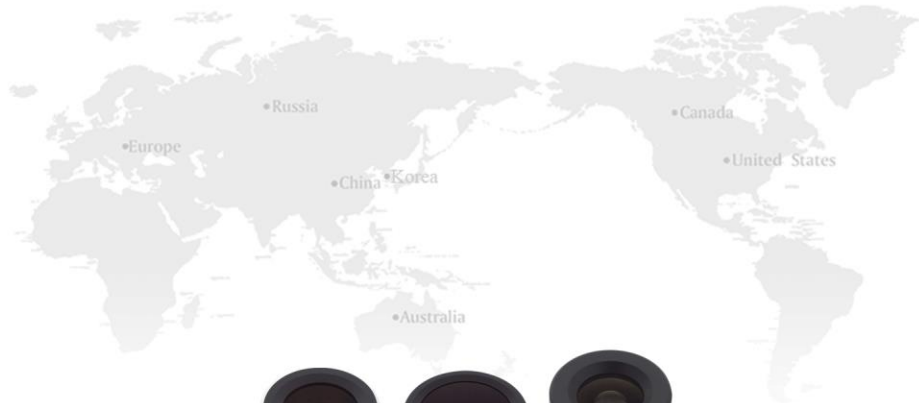 Russia
Canada
Europe
United States
China
Korea
Australia